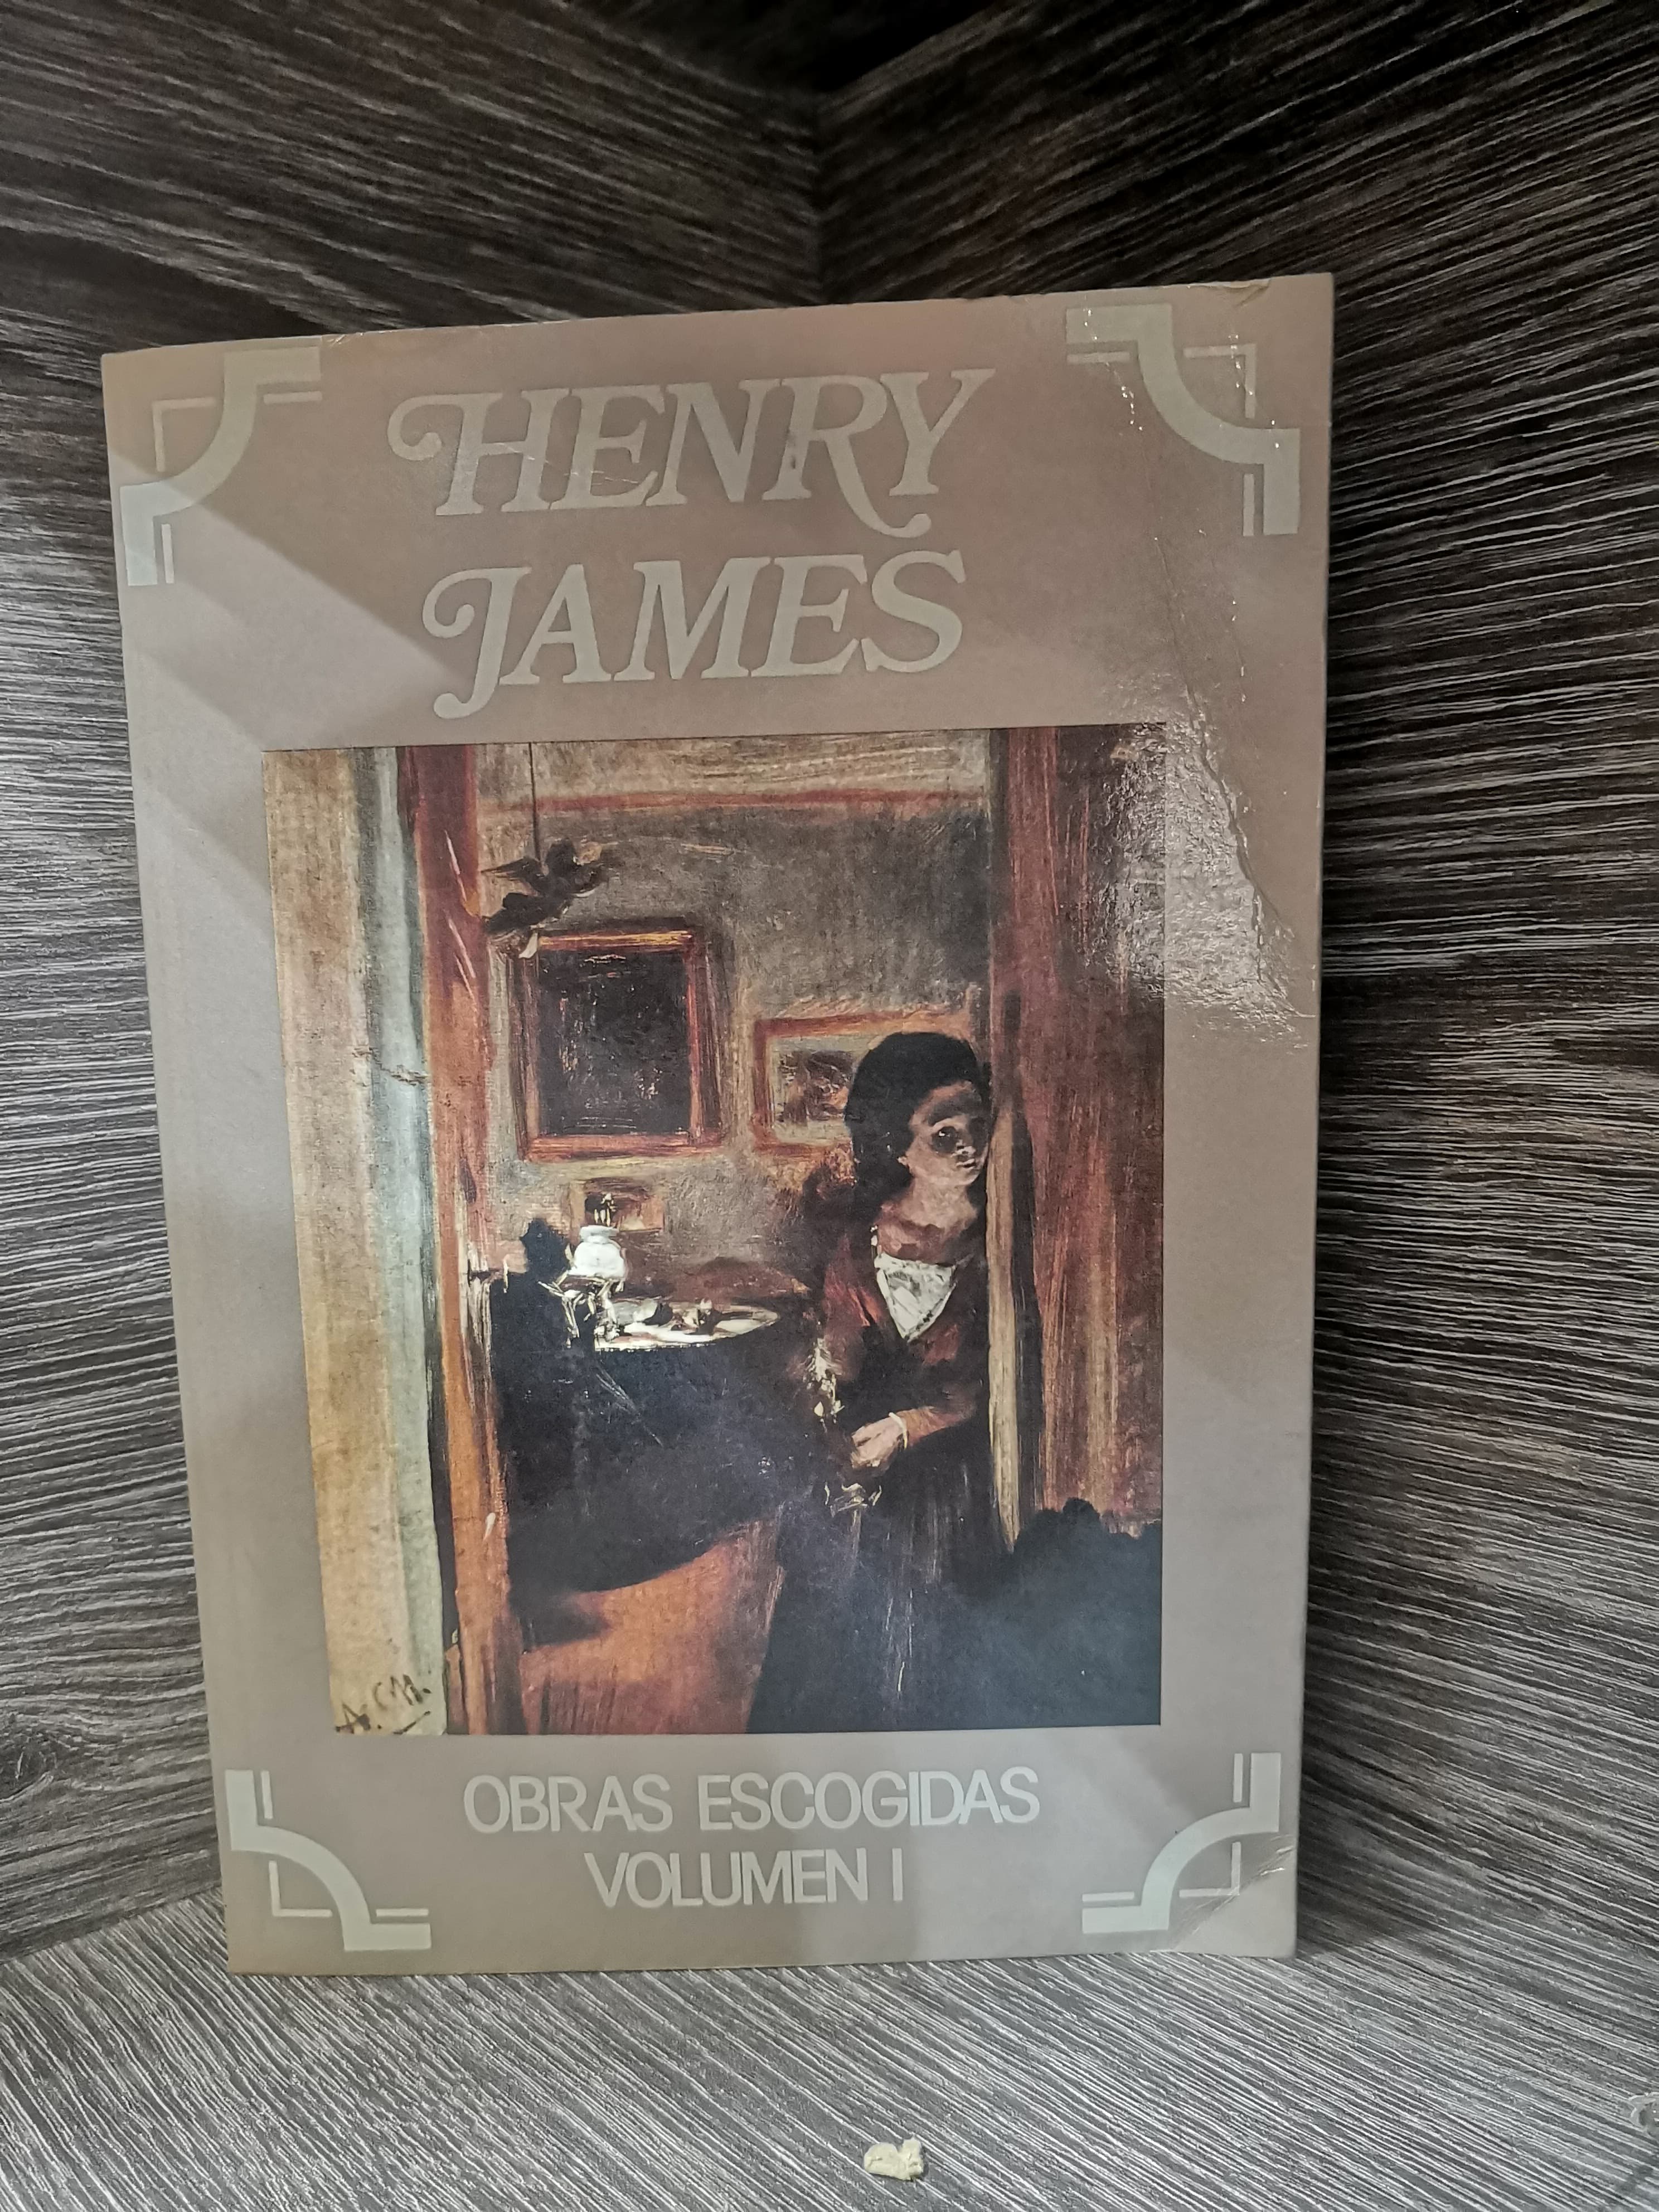 HENRY
JAMES
A.C.M.
OBRAS ESCOGIDAS
VOLUMEN I